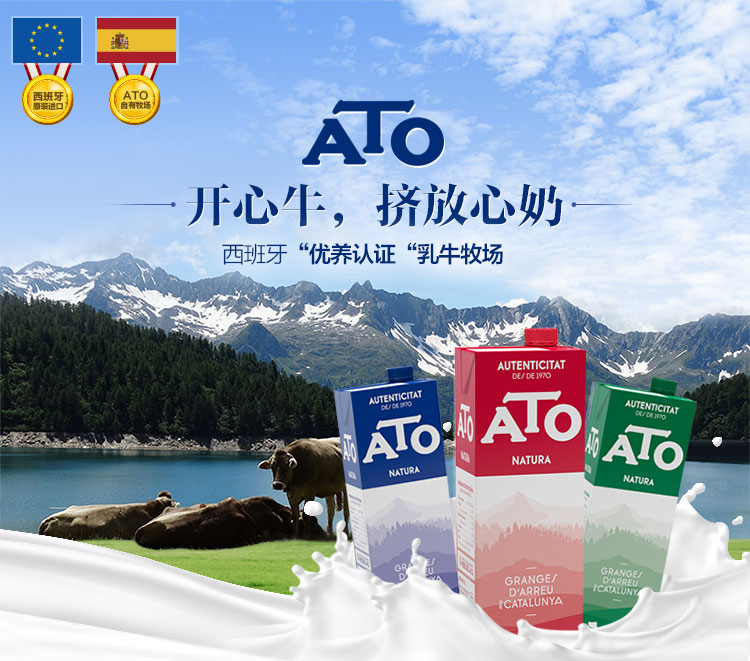 西班牙
原装进口
ATO
自有牧场
ATO
开心牛，挤放心奶
西班牙“优养认证“乳牛牧场
AUTENTICITAT
DES DE 1970
ATO
ATO
NATURA
GRANGES
D'ARREU
DE CATALUNYA
AUTENTICITAT
DES DE 1970
ATO
ATO
NATURA
GRANGES
D'ARREU
DE CATALUNYA
AUTENTICITAT
DES DE 1970
ATO
NATURA
GRANGES
D'ARREU
DE CATALUNYA